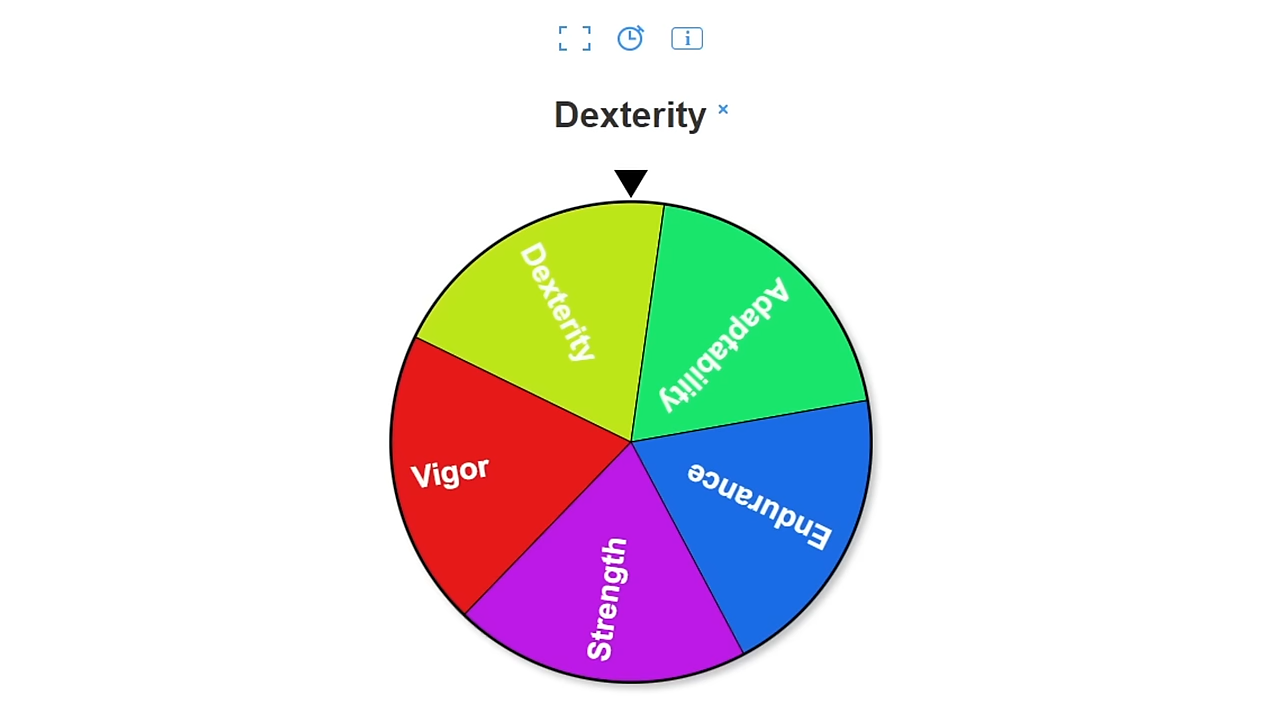 Dexterity ×
Dexterity
Adaptability
Vigor
Endurance
Strength